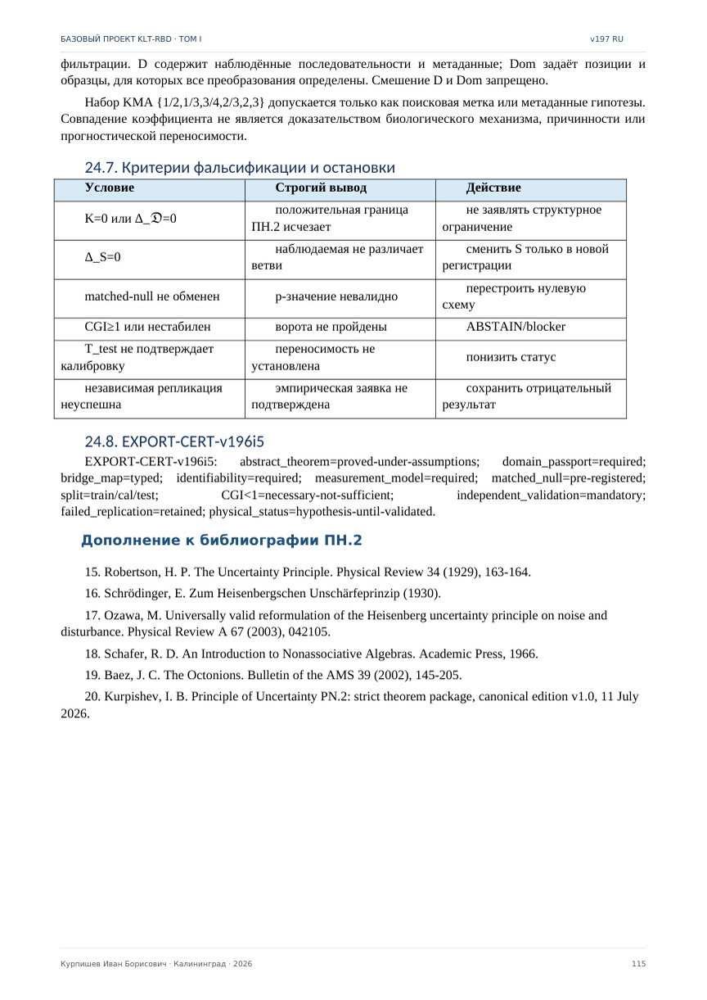 БАЗОВЫЙ ПРОЕКТ KLT-RBD · ТОМ I
v197 RU
фильтрации. D содержит наблюдённые последовательности и метаданные; Dom задаёт позиции и
образцы, для которых все преобразования определены. Смешение D и Dom запрещено.
Набор KMA {1/2,1/3,3/4,2/3,2,3} допускается только как поисковая метка или метаданные гипотезы.
Совпадение коэффициента не является доказательством биологического механизма, причинности или
прогностической переносимости.
24.7. Критерии фальсификации и остановки
Условие
Строгий вывод
Действие
K=0 или Δ_𝔇=0
положительная граница
ПН.2 исчезает
не заявлять структурное
ограничение
Δ_S=0
наблюдаемая не различает
ветви
сменить S только в новой
регистрации
matched-null не обменен
p-значение невалидно
перестроить нулевую
схему
CGI≥1 или нестабилен
ворота не пройдены
ABSTAIN/blocker
T_test не подтверждает
калибровку
переносимость не
установлена
понизить статус
независимая репликация
неуспешна
эмпирическая заявка не
подтверждена
сохранить отрицательный
результат
24.8. EXPORT-CERT-v196i5
EXPORT-CERT-v196i5: abstract_theorem=proved-under-assumptions; domain_passport=required;
bridge_map=typed; identifiability=required; measurement_model=required; matched_null=pre-registered;
split=train/cal/test; CGI<1=necessary-not-sufficient; independent_validation=mandatory;
failed_replication=retained; physical_status=hypothesis-until-validated.
Дополнение к библиографии ПН.2
15. Robertson, H. P. The Uncertainty Principle. Physical Review 34 (1929), 163-164.
16. Schrödinger, E. Zum Heisenbergschen Unschärfeprinzip (1930).
17. Ozawa, M. Universally valid reformulation of the Heisenberg uncertainty principle on noise and
disturbance. Physical Review A 67 (2003), 042105.
18. Schafer, R. D. An Introduction to Nonassociative Algebras. Academic Press, 1966.
19. Baez, J. C. The Octonions. Bulletin of the AMS 39 (2002), 145-205.
20. Kurpishev, I. B. Principle of Uncertainty PN.2: strict theorem package, canonical edition v1.0, 11 July
2026.
Курпишев Иван Борисович · Калининград · 2026
115